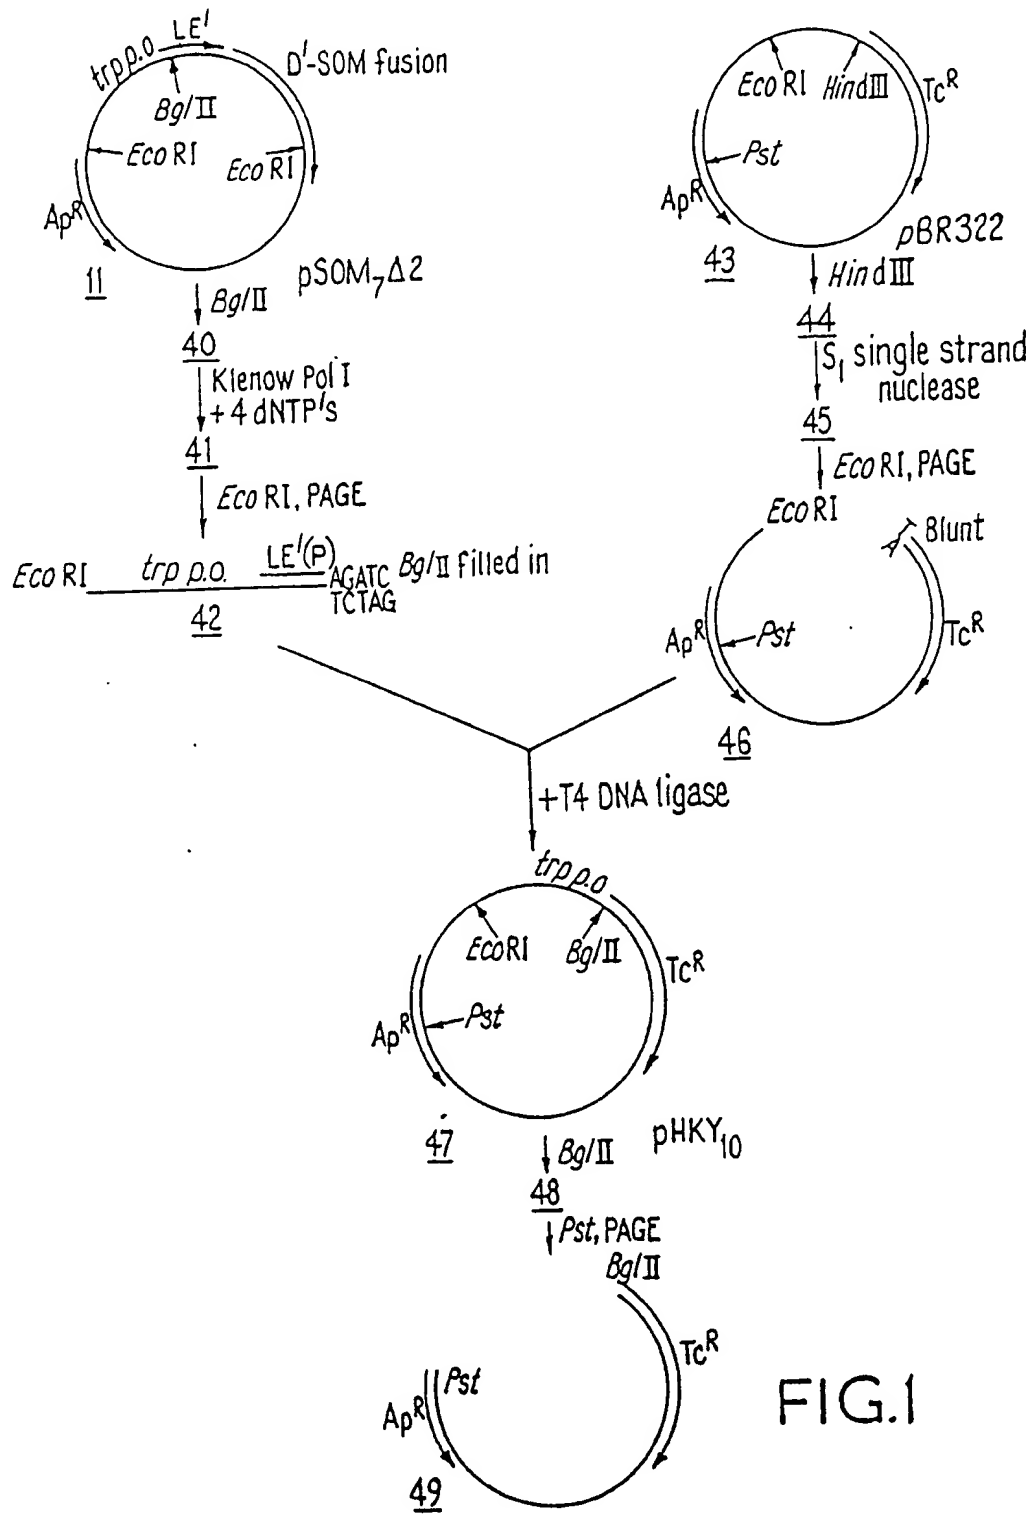 trp p.o
LE'
D'-SOM fusion
Bgl II
Eco RI
Eco RI
ApR
11
pSOM7Δ2
Bgl II
40
Klenow Pol I
+ 4 dNTP's
41
Eco RI, PAGE
Eco RI
trp p.o.
LE'(P)
AGATC
TCTAG
Bgl II filled in
42
Eco RI
Hind III
TcR
Pst
ApR
43
pBR322
Hind III
44
S1 single strand
nuclease
45
Eco RI, PAGE
Eco RI
A T
Blunt
ApR
Pst
TcR
46
+T4 DNA ligase
trp p.o
Eco RI
Bgl II
TcR
ApR
Pst
47
pHKY10
Bgl II
48
Pst, PAGE
Bgl II
TcR
Pst
ApR
49
FIG.1